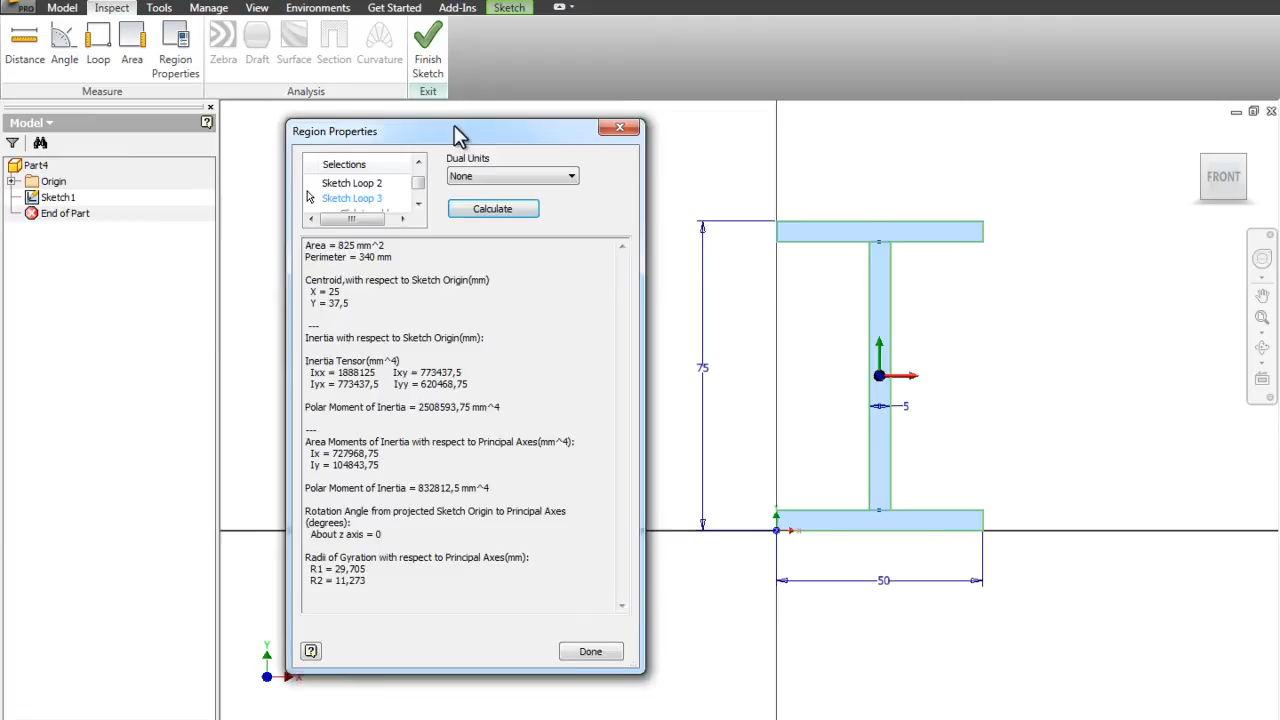 PRO
Model Inspect Tools Manage View Environments Get Started Add-Ins Sketch
Distance Angle Loop Area Region Properties Zebra Draft Surface Section Curvature Finish Sketch
Measure Analysis Exit
Model
Part4
Origin
Sketch1
End of Part
Region Properties
Selections
Sketch Loop 2
Sketch Loop 3
Dual Units
None
Calculate
Area = 825 mm^2
Perimeter = 340 mm
Centroid,with respect to Sketch Origin(mm)
X = 25
Y = 37,5
---
Inertia with respect to Sketch Origin(mm):
Inertia Tensor(mm^4)
Ixx = 1888125 Ixy = 773437,5
Iyx = 773437,5 Iyy = 620468,75
Polar Moment of Inertia = 2508593,75 mm^4
---
Area Moments of Inertia with respect to Principal Axes(mm^4):
Ix = 727968,75
Iy = 104843,75
Polar Moment of Inertia = 832812,5 mm^4
Rotation Angle from projected Sketch Origin to Principal Axes
(degrees):
About z axis = 0
Radii of Gyration with respect to Principal Axes(mm):
R1 = 29,705
R2 = 11,273
Done
FRONT
75
5
50
Y
X